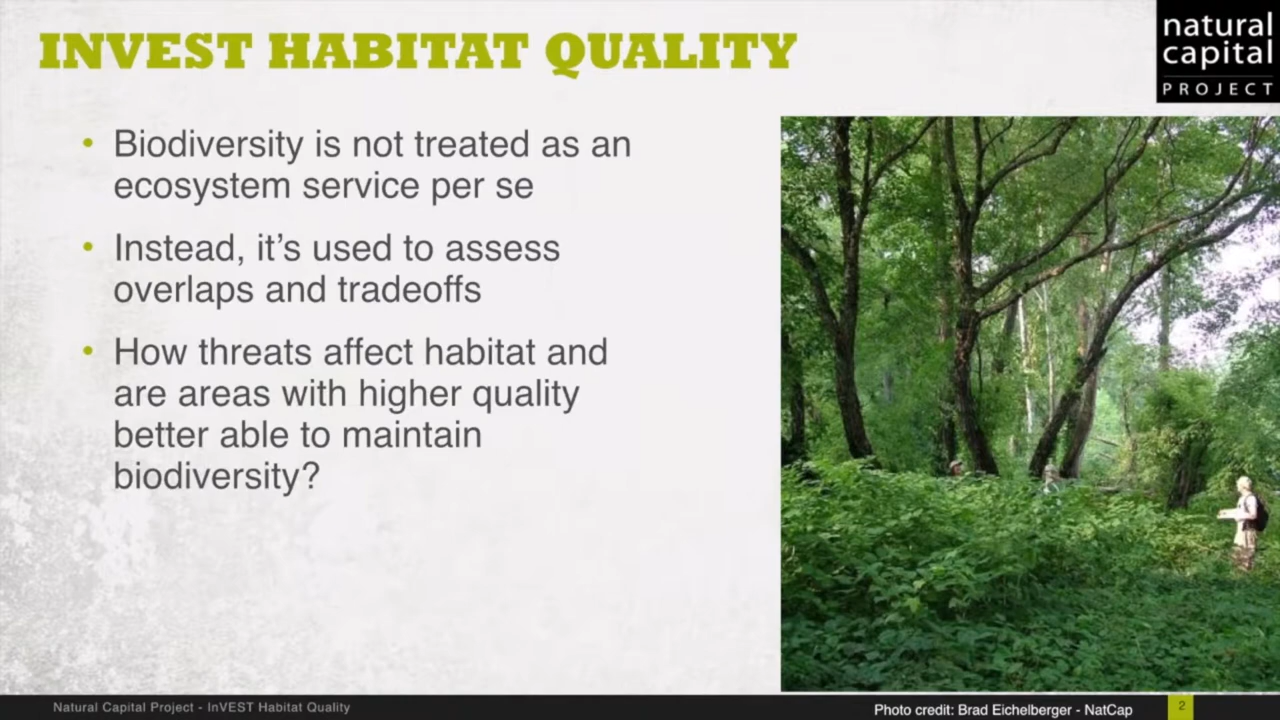 INVEST HABITAT QUALITY
natural
capital
PROJECT
• Biodiversity is not treated as an
ecosystem service per se
• Instead, it's used to assess
overlaps and tradeoffs
• How threats affect habitat and
are areas with higher quality
better able to maintain
biodiversity?
Natural Capital Project - InVEST Habitat Quality
Photo credit: Brad Eichelberger - NatCap
2